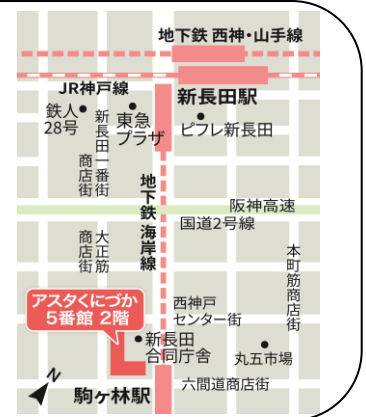 地下鉄 西神・山手線
JR神戸線
新長田駅
鉄人
28号
東急
プラザ
ピフレ新長田
新長田一番街
商店街
地下鉄 海岸線
阪神高速
国道2号線
大正筋
商店街
本町筋商店街
アスタくにづか
5番館 2階
西神戸
センター街
新長田
合同庁舎
丸五市場
六間道商店街
駒ヶ林駅
N